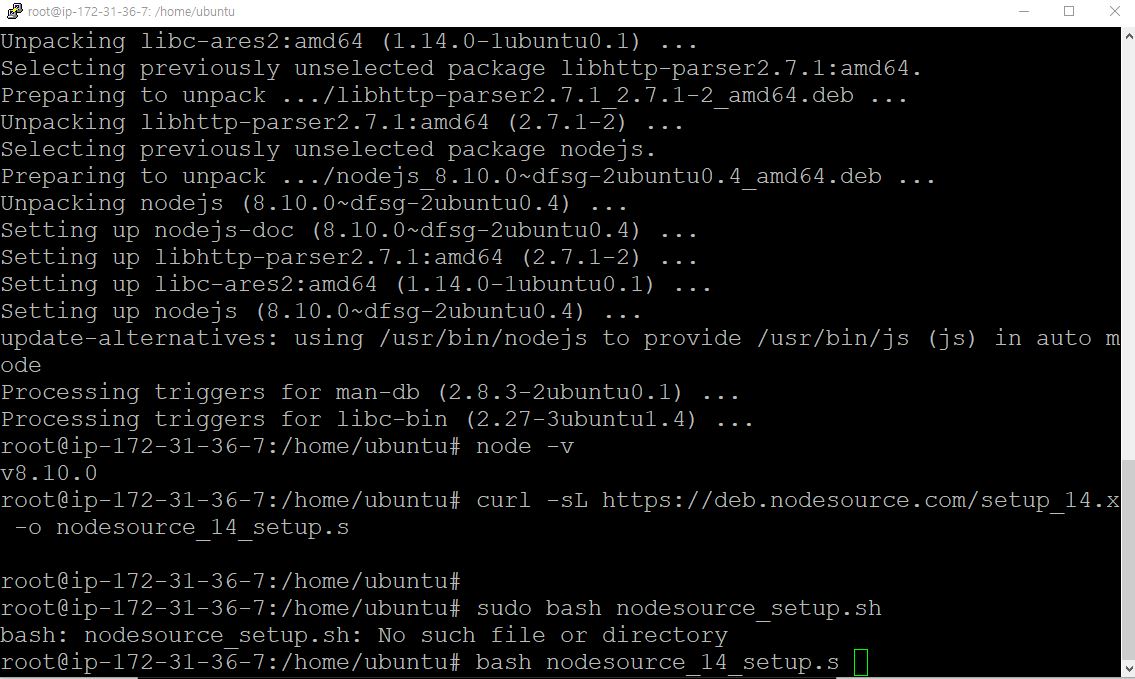 root@ip-172-31-36-7: /home/ubuntu
Unpacking libc-ares2:amd64 (1.14.0-1ubuntu0.1) ...
Selecting previously unselected package libhttp-parser2.7.1:amd64.
Preparing to unpack .../libhttp-parser2.7.1_2.7.1-2_amd64.deb ...
Unpacking libhttp-parser2.7.1:amd64 (2.7.1-2) ...
Selecting previously unselected package nodejs.
Preparing to unpack .../nodejs_8.10.0~dfsg-2ubuntu0.4_amd64.deb ...
Unpacking nodejs (8.10.0~dfsg-2ubuntu0.4) ...
Setting up nodejs-doc (8.10.0~dfsg-2ubuntu0.4) ...
Setting up libhttp-parser2.7.1:amd64 (2.7.1-2) ...
Setting up libc-ares2:amd64 (1.14.0-1ubuntu0.1) ...
Setting up nodejs (8.10.0~dfsg-2ubuntu0.4) ...
update-alternatives: using /usr/bin/nodejs to provide /usr/bin/js (js) in auto m
ode
Processing triggers for man-db (2.8.3-2ubuntu0.1) ...
Processing triggers for libc-bin (2.27-3ubuntu1.4) ...
root@ip-172-31-36-7:/home/ubuntu# node -v
v8.10.0
root@ip-172-31-36-7:/home/ubuntu# curl -sL https://deb.nodesource.com/setup_14.x
 -o nodesource_14_setup.s
root@ip-172-31-36-7:/home/ubuntu#
root@ip-172-31-36-7:/home/ubuntu# sudo bash nodesource_setup.sh
bash: nodesource_setup.sh: No such file or directory
root@ip-172-31-36-7:/home/ubuntu# bash nodesource_14_setup.s